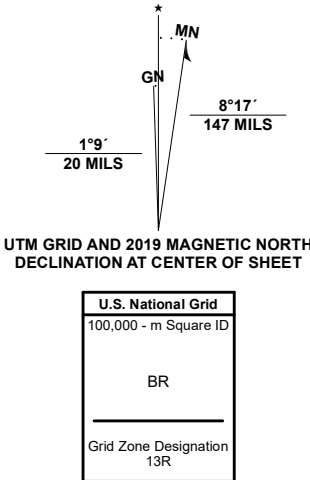 ★
MN
GN
8°17´
147 MILS
1°9´
20 MILS
UTM GRID AND 2019 MAGNETIC NORTH
DECLINATION AT CENTER OF SHEET
U.S. National Grid
100,000 - m Square ID
BR
Grid Zone Designation
13R